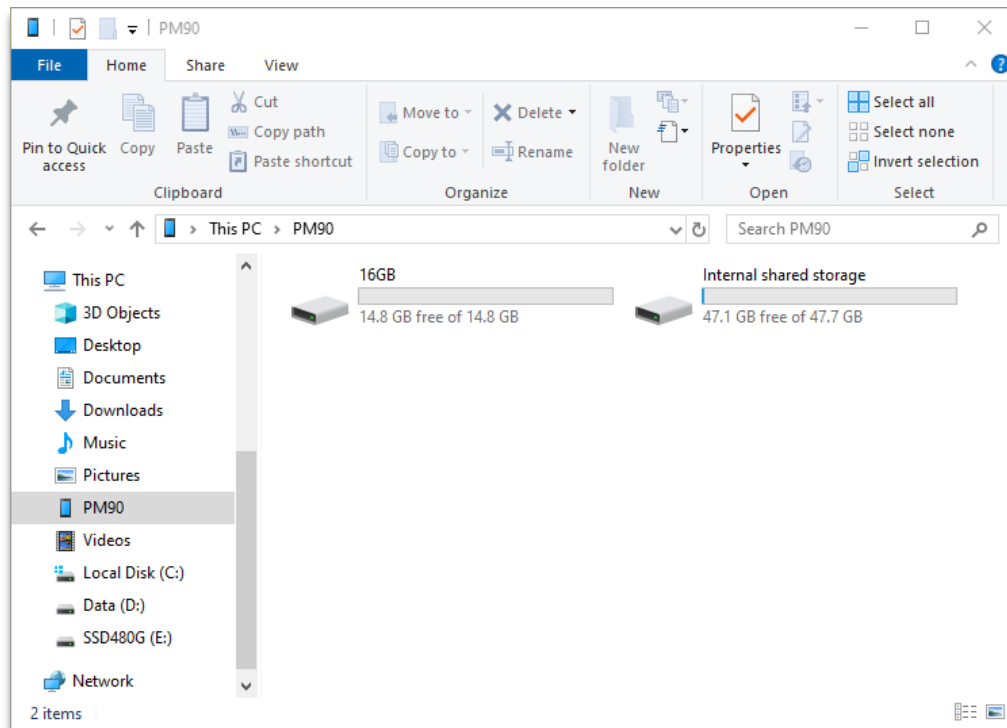 PM90
File Home Share View
Pin to Quick access
Copy
Paste
Cut
Copy path
Paste shortcut
Clipboard
Move to
Copy to
Delete
Rename
Organize
New folder
New
Properties
Open
Select all
Select none
Invert selection
Select
This PC > PM90
Search PM90
This PC
3D Objects
Desktop
Documents
Downloads
Music
Pictures
PM90
Videos
Local Disk (C:)
Data (D:)
SSD480G (E:)
Network
16GB
14.8 GB free of 14.8 GB
Internal shared storage
47.1 GB free of 47.7 GB
2 items